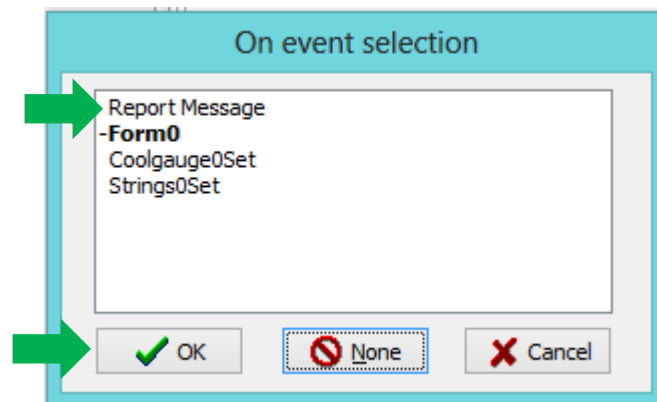 On event selection
Report Message
-Form0
Coolgauge0Set
Strings0Set
OK
None
Cancel